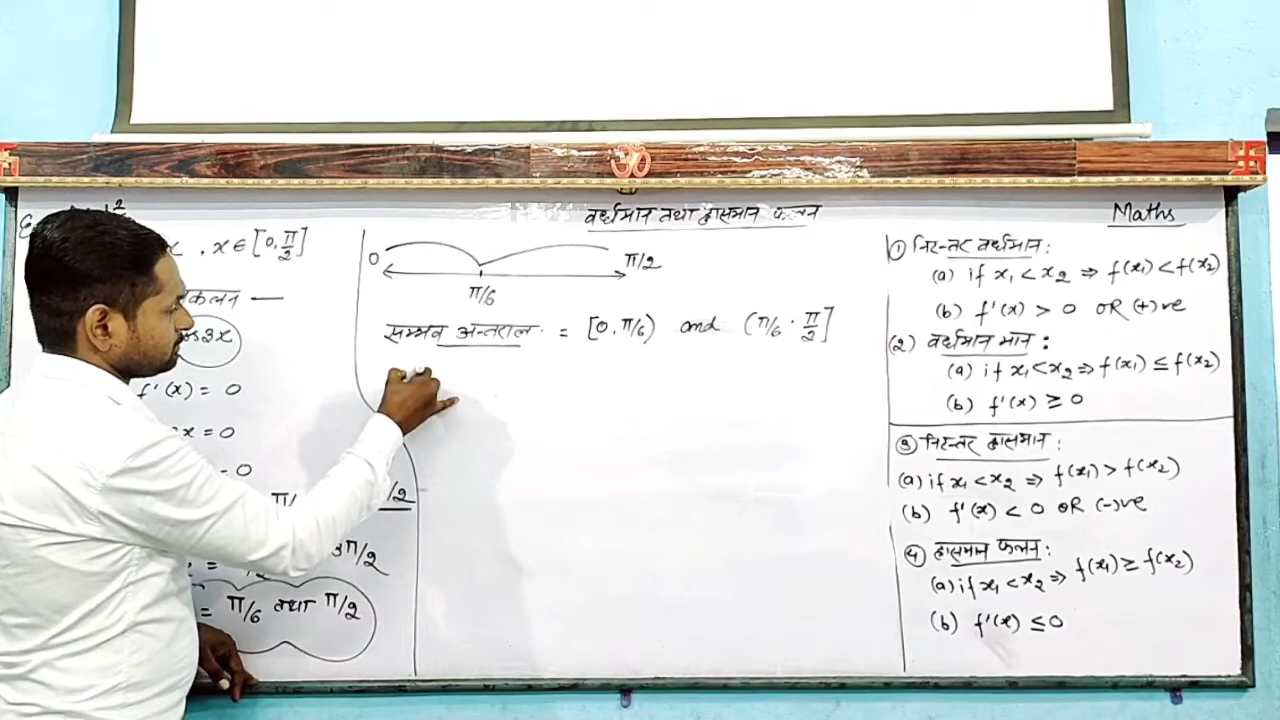 वर्धमान तथा ह्रासमान फलन
Maths
, x ∈ [0, π/2]
कलन —
3x
f'(x) = 0
x = 0
0
π/
/2
3π/2
= π/6 तथा π/2
0
π/6
π/2
सम्भव अन्तराल = [0, π/6) and (π/6 . π/2]
① निरन्तर वर्धमान :
(a) if x₁ < x₂ ⇒ f(x₁) < f(x₂)
(b) f'(x) > 0 OR (+)ve
(2) वर्धमान मान :
(a) if x₁ < x₂ ⇒ f(x₁) ≤ f(x₂)
(b) f'(x) ≥ 0
③ निरन्तर ह्रासमान :
(a) if x₁ < x₂ ⇒ f(x₁) > f(x₂)
(b) f'(x) < 0 OR (-)ve
④ ह्रासमान फलन :
(a) if x₁ < x₂ ⇒ f(x₁) ≥ f(x₂)
(b) f'(x) ≤ 0